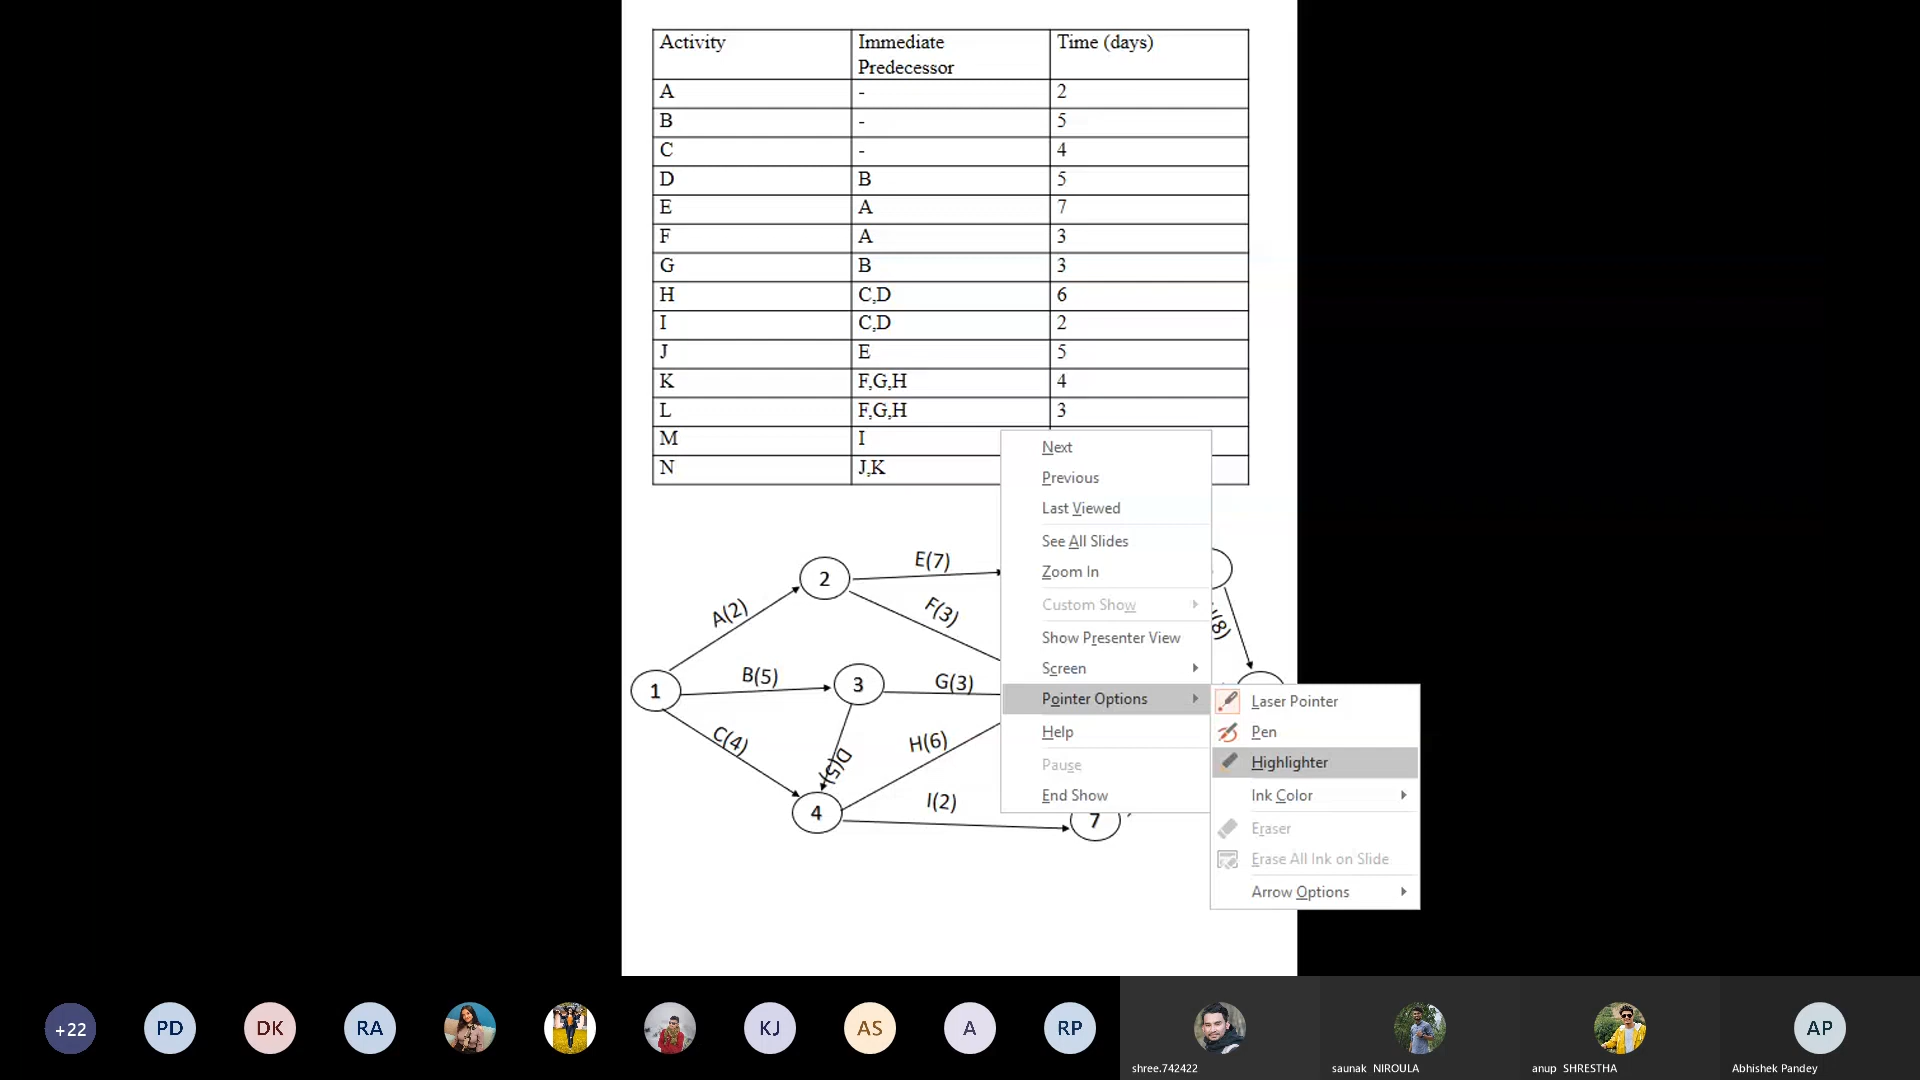 Activity Immediate Predecessor Time (days)
A - 2
B - 5
C - 4
D B 5
E A 7
F A 3
G B 3
H C,D 6
I C,D 2
J E 5
K F,G,H 4
L F,G,H 3
M I
N J,K
Next
Previous
Last Viewed
See All Slides
Zoom In
Custom Show
Show Presenter View
Screen
Pointer Options
Help
Pause
End Show
Laser Pointer
Pen
Highlighter
Ink Color
Eraser
Erase All Ink on Slide
Arrow Options
2
E(7)
A(2)
F(3)
(8)
1
B(5)
3
G(3)
C(4)
D(5)
H(6)
4
I(2)
7
+22
PD
DK
RA
KJ
AS
A
RP
AP
shree.742422
saunak NIROULA
anup SHRESTHA
Abhishek Pandey